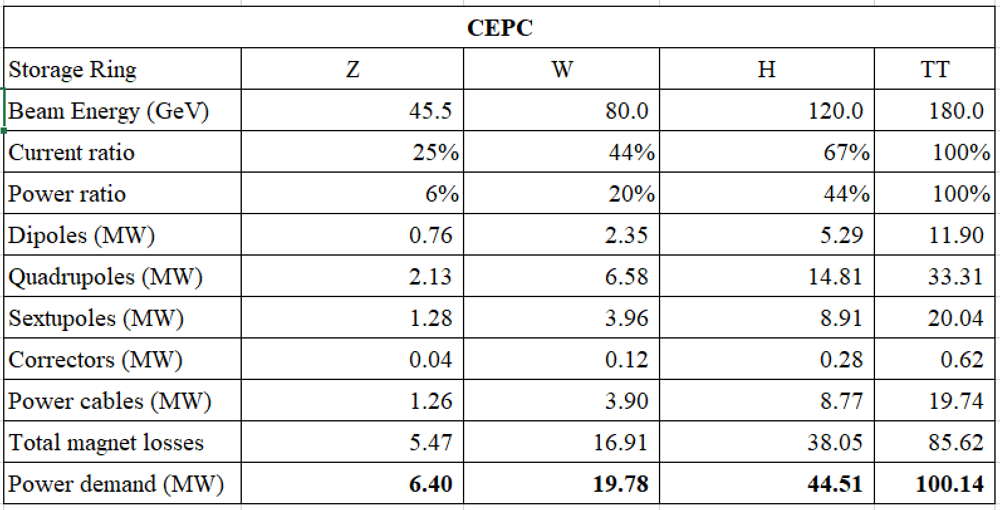 CEPC
Storage Ring Z W H TT
Beam Energy (GeV) 45.5 80.0 120.0 180.0
Current ratio 25% 44% 67% 100%
Power ratio 6% 20% 44% 100%
Dipoles (MW) 0.76 2.35 5.29 11.90
Quadrupoles (MW) 2.13 6.58 14.81 33.31
Sextupoles (MW) 1.28 3.96 8.91 20.04
Correctors (MW) 0.04 0.12 0.28 0.62
Power cables (MW) 1.26 3.90 8.77 19.74
Total magnet losses 5.47 16.91 38.05 85.62
Power demand (MW) 6.40 19.78 44.51 100.14